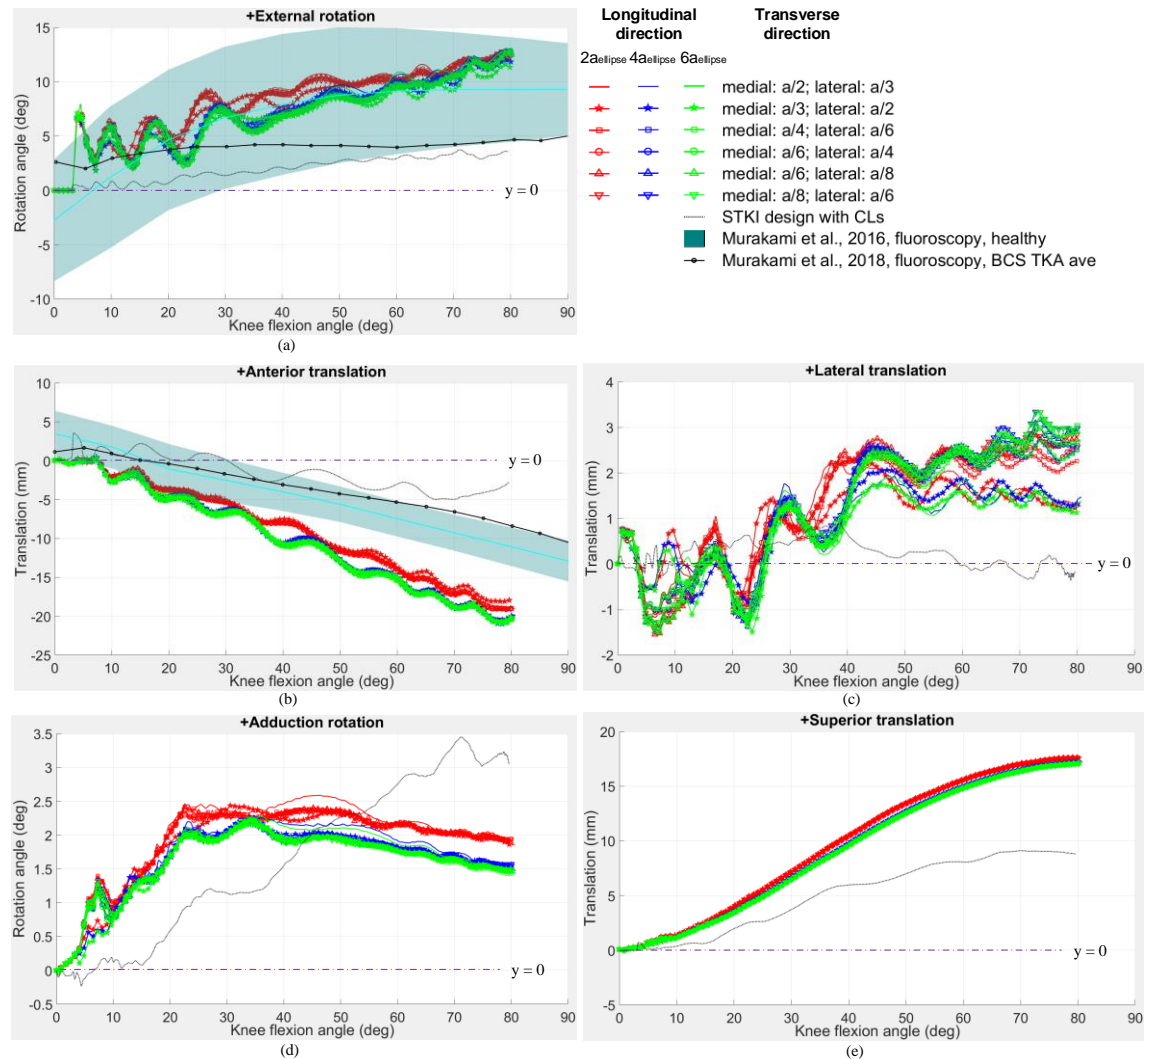 +External rotation
15
10
5
0
-5
-10
Rotation angle (deg)
y = 0
0 10 20 30 40 50 60 70 80 90
Knee flexion angle (deg)
(a)
Longitudinal direction
Transverse direction
2aellipse 4aellipse 6aellipse
medial: a/2; lateral: a/3
medial: a/3; lateral: a/2
medial: a/4; lateral: a/6
medial: a/6; lateral: a/4
medial: a/6; lateral: a/8
medial: a/8; lateral: a/6
STKI design with CLs
Murakami et al., 2016, fluoroscopy, healthy
Murakami et al., 2018, fluoroscopy, BCS TKA ave
+Anterior translation
10
5
0
-5
-10
-15
-20
-25
Translation (mm)
y = 0
0 10 20 30 40 50 60 70 80 90
Knee flexion angle (deg)
(b)
+Lateral translation
4
3
2
1
0
-1
-2
Translation (mm)
y = 0
0 10 20 30 40 50 60 70 80 90
Knee flexion angle (deg)
(c)
+Adduction rotation
3.5
3
2.5
2
1.5
1
0.5
0
-0.5
Rotation angle (deg)
y = 0
0 10 20 30 40 50 60 70 80 90
Knee flexion angle (deg)
(d)
+Superior translation
20
15
10
5
0
-5
Translation (mm)
y = 0
0 10 20 30 40 50 60 70 80 90
Knee flexion angle (deg)
(e)